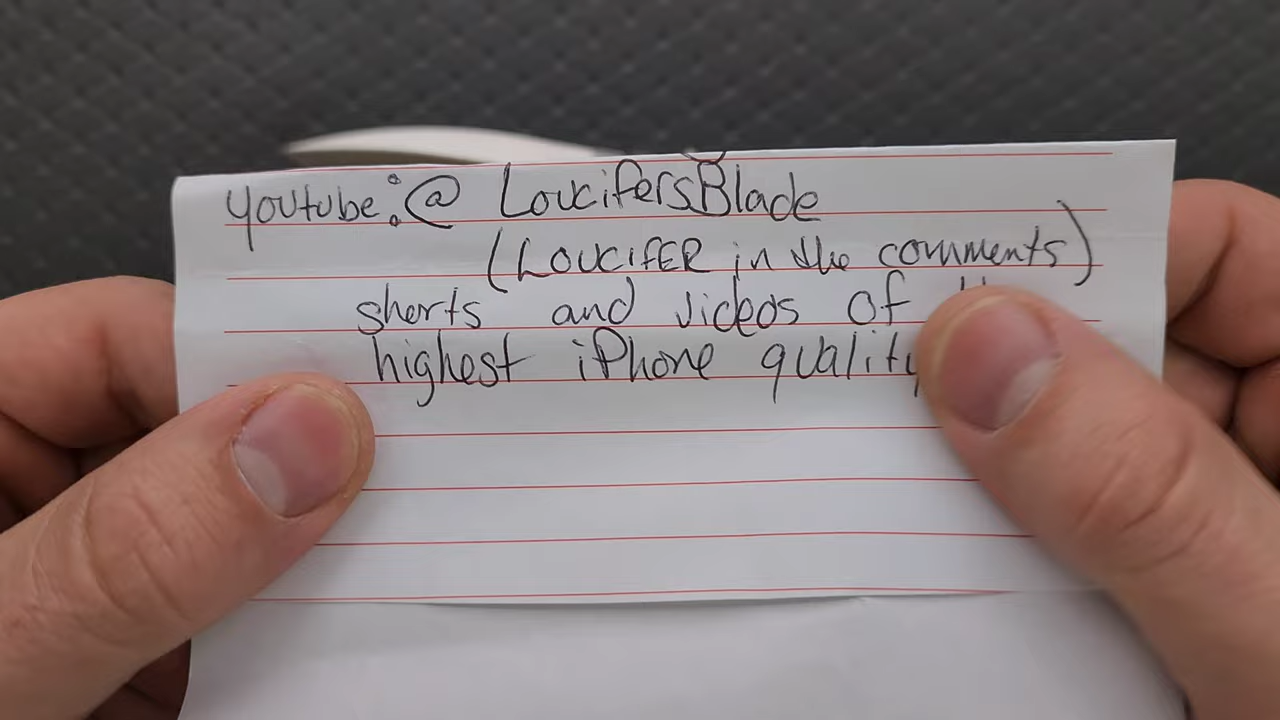 Youtube:@ LoucifersBlade
(LOUCIFER in the comments)
shorts and videos of
highest iPhone quality